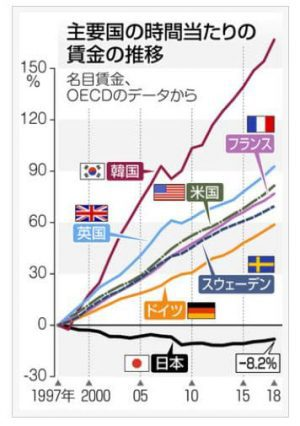 主要国の時間当たりの
賃金の推移
150
%
名目賃金、
OECDのデータから
120
フランス
90
韓国
米国
60
英国
スウェーデン
30
ドイツ
0
日本
-8.2%
-30
1997年 2000 05 10 15 18